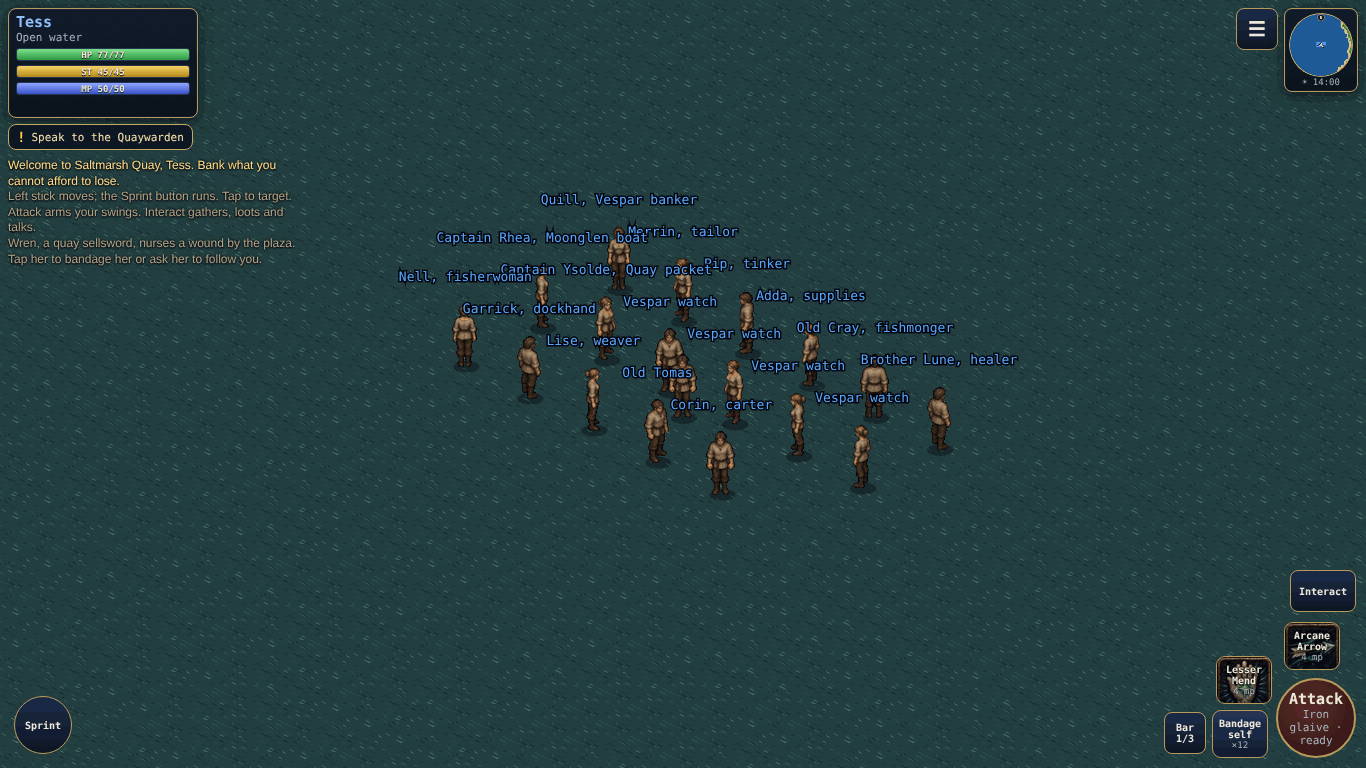 Tess
Open water
HP 77/77
ST 45/45
MP 50/50
! Speak to the Quaywarden
Welcome to Saltmarsh Quay, Tess. Bank what you
cannot afford to lose.
Left stick moves; the Sprint button runs. Tap to target.
Attack arms your swings. Interact gathers, loots and
talks.
Wren, a quay sellsword, nurses a wound by the plaza.
Tap her to bandage her or ask her to follow you.
☀ 14:00
Quill, Vespar banker
Merrin, tailor
Captain Rhea, Moonglen boat
Pip, tinker
Captain Ysolde, Quay packet
Nell, fisherwoman
Adda, supplies
Vespar watch
Garrick, dockhand
Old Cray, fishmonger
Vespar watch
Lise, weaver
Brother Lune, healer
Vespar watch
Old Tomas
Vespar watch
Corin, carter
Interact
Arcane
Arrow
4 mp
Lesser
Mend
4 mp
Attack
Iron
glaive ·
ready
Bar
1/3
Bandage
self
×12
Sprint